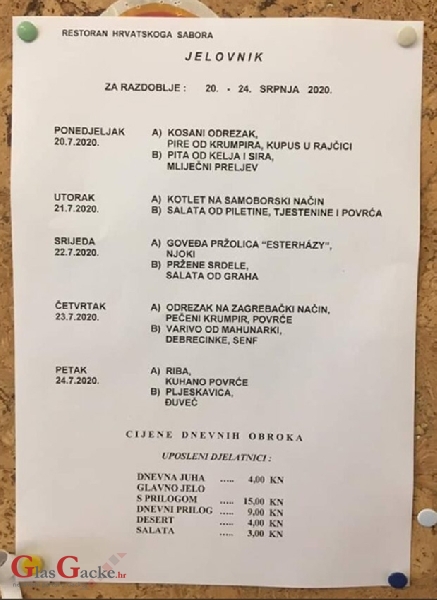 RESTORAN HRVATSKOGA SABORA
JELOVNIK
ZA RAZDOBLJE : 20. - 24. SRPNJA 2020.
PONEDJELJAK A) KOSANI ODREZAK,
20.7.2020. PIRE OD KRUMPIRA, KUPUS U RAJČICI
B) PITA OD KELJA I SIRA,
MLIJEČNI PRELJEV
UTORAK A) KOTLET NA SAMOBORSKI NAČIN
21.7.2020. B) SALATA OD PILETINE, TJESTENINE I POVRĆA
SRIJEDA A) GOVEĐA PRŽOLICA "ESTERHÁZY",
22.7.2020. NJOKI
B) PRŽENE SRDELE,
SALATA OD GRAHA
ČETVRTAK A) ODREZAK NA ZAGREBAČKI NAČIN,
23.7.2020. PEČENI KRUMPIR, POVRĆE
B) VARIVO OD MAHUNARKI,
DEBRECINKE, SENF
PETAK A) RIBA,
24.7.2020. KUHANO POVRĆE
B) PLJESKAVICA,
ĐUVEČ
CIJENE DNEVNIH OBROKA
UPOSLENI DJELATNICI :
DNEVNA JUHA ..... 4,00 KN
GLAVNO JELO
S PRILOGOM ..... 15,00 KN
DNEVNI PRILOG ..... 9,00 KN
DESERT ..... 4,00 KN
SALATA ..... 3,00 KN
GlasGacke.hr